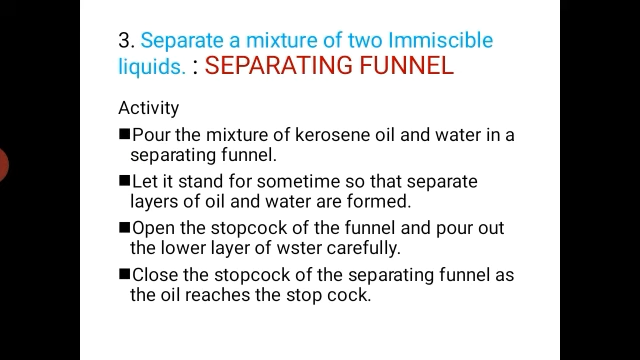 3. Separate a mixture of two Immiscible
liquids. : SEPARATING FUNNEL
Activity
■Pour the mixture of kerosene oil and water in a
separating funnel.
■Let it stand for sometime so that separate
layers of oil and water are formed.
■Open the stopcock of the funnel and pour out
the lower layer of wster carefully.
■Close the stopcock of the separating funnel as
the oil reaches the stop cock.